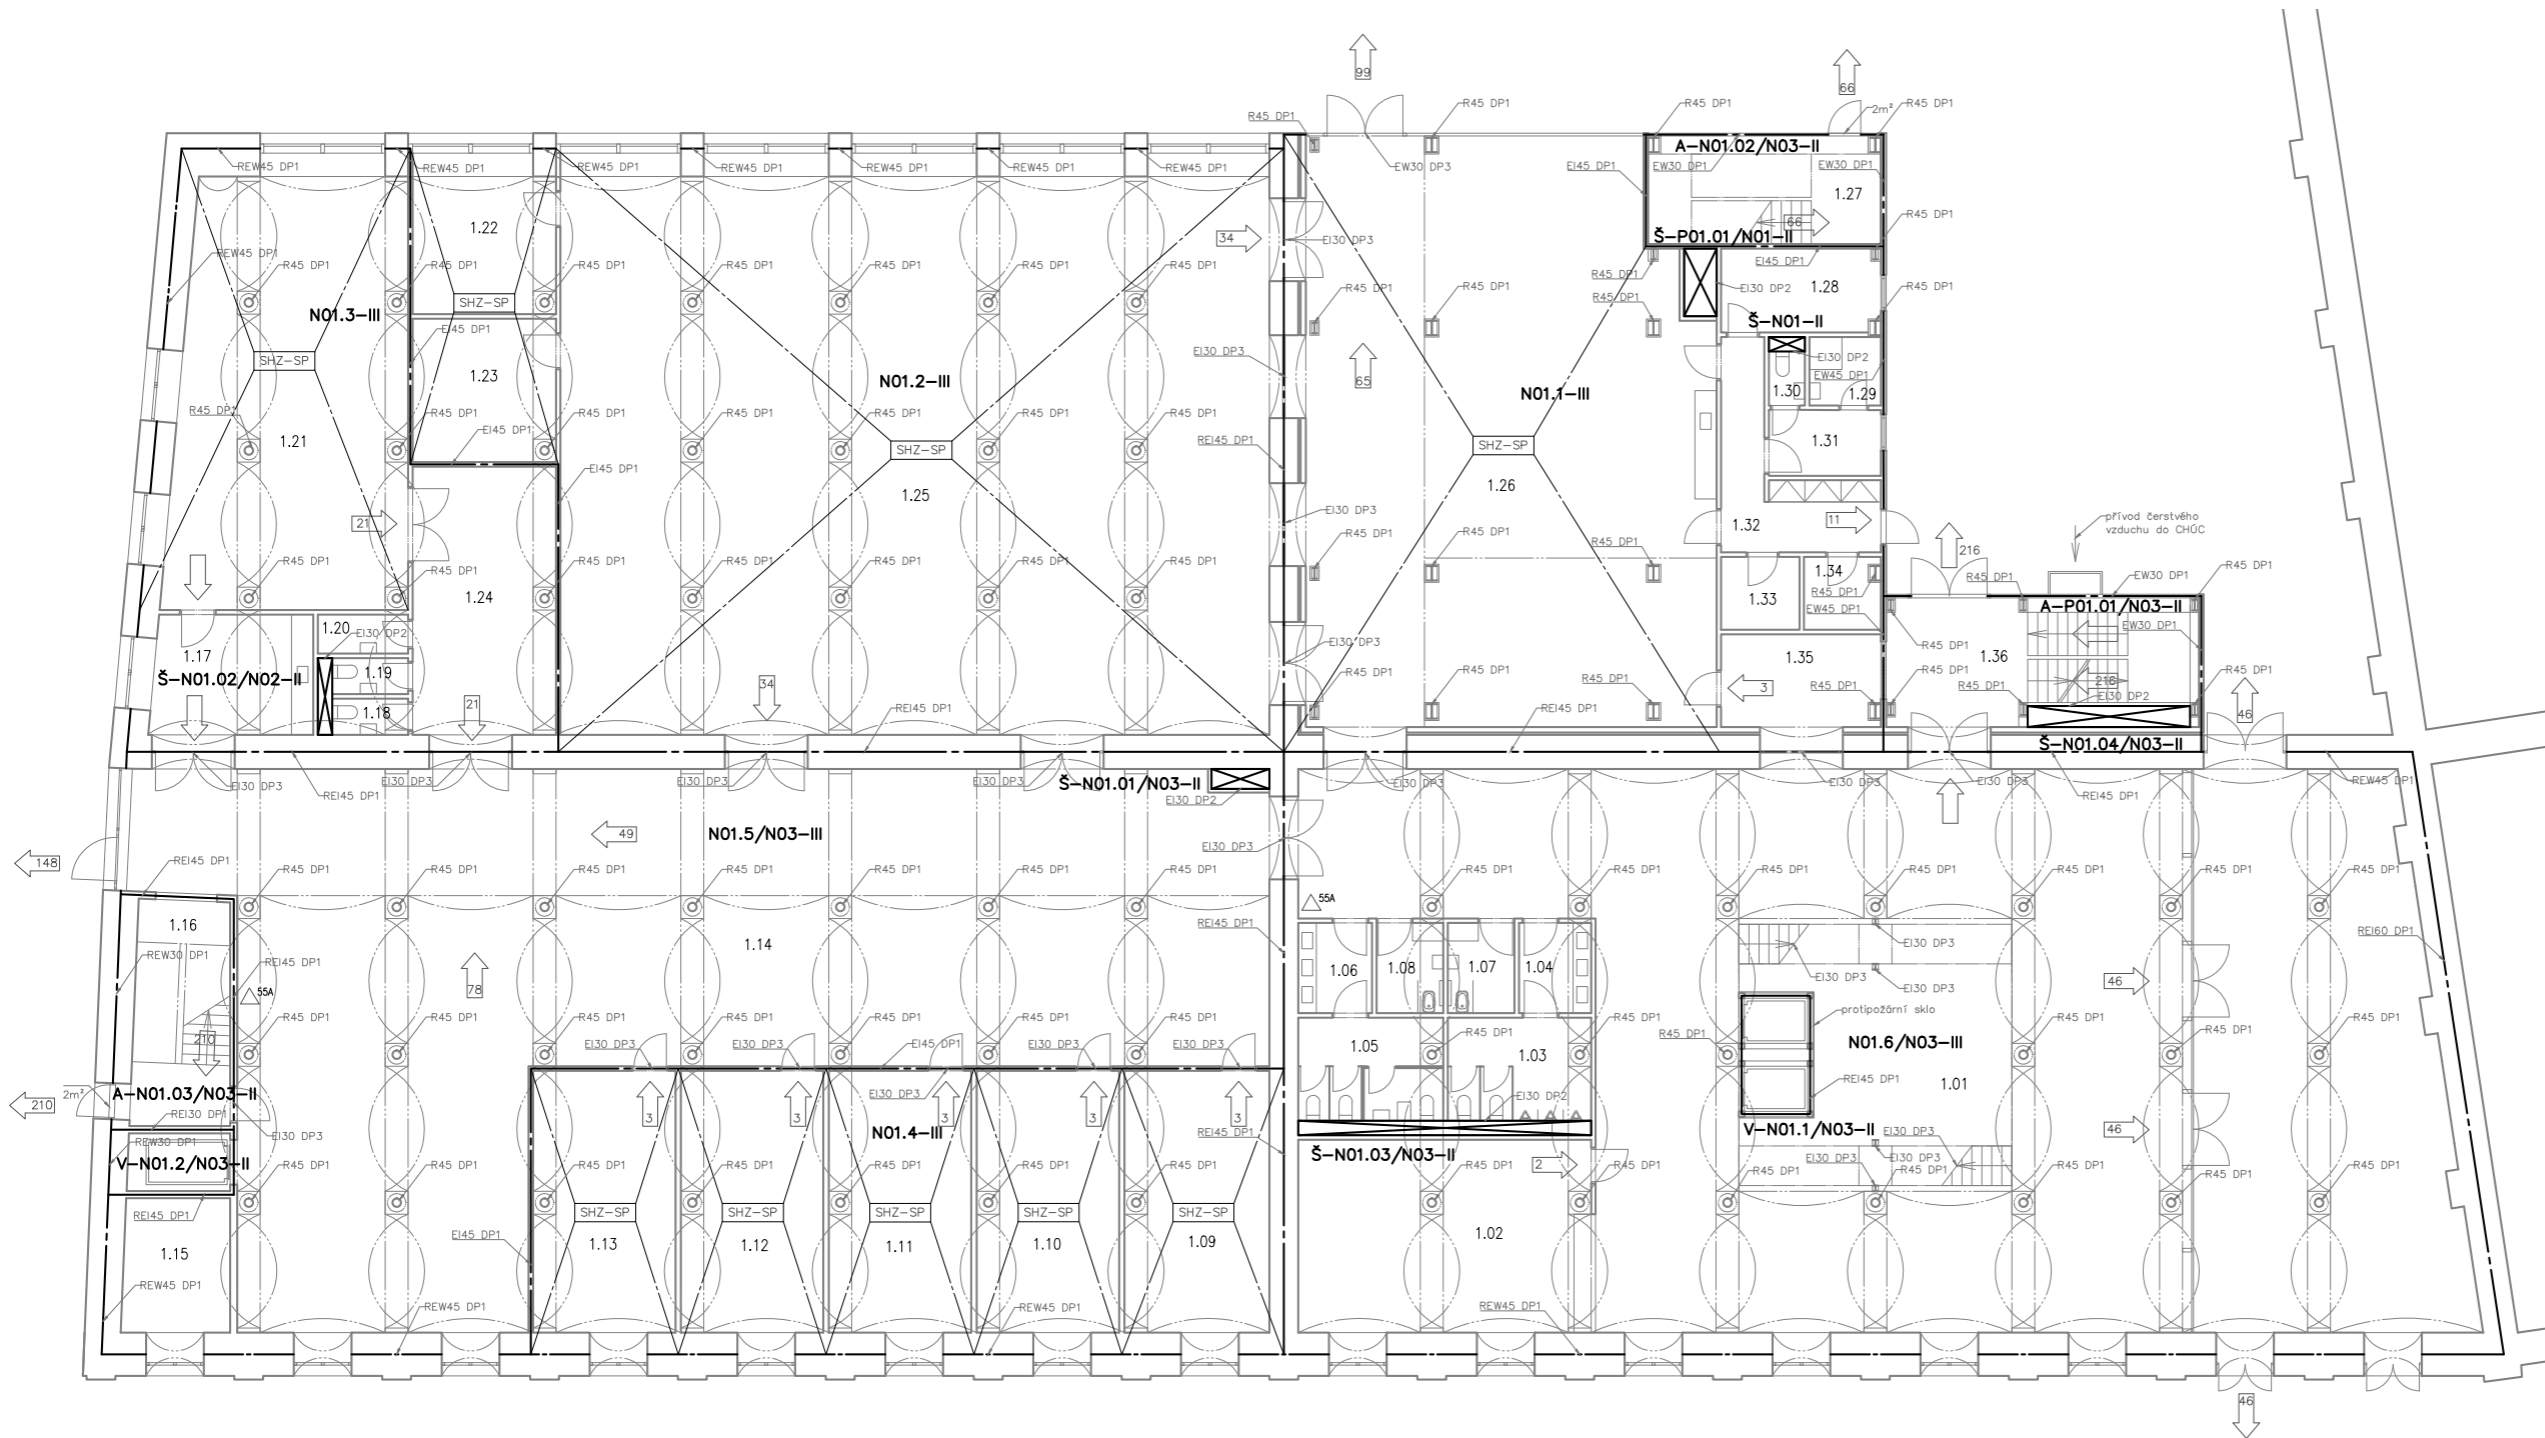 99
66
R45 DP1
R45 DP1
R45 DP1
2m²
R45 DP1
REW45 DP1
REW45 DP1
REW45 DP1
REW45 DP1
REW45 DP1
REW45 DP1
EW30 DP3
EI45 DP1
A-N01.02/N03-II
EW30 DP1
EW30 DP1
1.27
66
1.22
34
EI30 DP3
Š-P01.01/N01-II
R45 DP1
REW45 DP1
R45 DP1
R45 DP1
R45 DP1
R45 DP1
R45 DP1
R45 DP1
R45 DP1
R45 DP1
R45 DP1
R45 DP1
EI45 DP1
EI30 DP2
1.28
R45 DP1
R45 DP1
SHZ-SP
N01.3-III
Š-N01-II
EI45 DP1
SHZ-SP
1.23
N01.2-III
EI30 DP3
65
N01.1-III
EI30 DP2
EW45 DP1
1.30
1.29
R45 DP1
R45 DP1
R45 DP1
R45 DP1
R45 DP1
R45 DP1
1.21
EI45 DP1
SHZ-SP
REI45 DP1
SHZ-SP
1.31
EI45 DP1
1.25
1.26
21
EI30 DP3
1.32
11
přívod čerstvého
vzduchu do CHÚC
R45 DP1
R45 DP1
R45 DP1
R45 DP1
R45 DP1
R45 DP1
R45 DP1
R45 DP1
R45 DP1
R45 DP1
216
1.24
1.33
1.34
R45 DP1
EW45 DP1
R45 DP1
EW30 DP1
R45 DP1
A-P01.01/N03-II
EW30 DP1
1.20
EI30 DP2
1.17
1.19
Š-N01.02/N02-II
1.18
21
34
REI45 DP1
EI30 DP3
R45 DP1
R45 DP1
R45 DP1
1.35
3
R45 DP1
R45 DP1
1.36
R45 DP1
R45 DP1
216
EI30 DP2
R45 DP1
46
REI45 DP1
Š-N01.04/N03-II
EI30 DP3
REI45 DP1
EI30 DP3
EI30 DP3
EI30 DP3
Š-N01.01/N03-II
EI30 DP2
EI30 DP3
EI30 DP3
EI30 DP3
REI45 DP1
REW45 DP1
148
49
N01.5/N03-III
EI30 DP3
REI45 DP1
R45 DP1
R45 DP1
R45 DP1
R45 DP1
R45 DP1
R45 DP1
R45 DP1
R45 DP1
R45 DP1
R45 DP1
R45 DP1
R45 DP1
R45 DP1
R45 DP1
55A
1.16
1.14
REI45 DP1
REI60 DP1
REW30 DP1
REI45 DP1
55A
78
1.06
1.08
1.07
1.04
EI30 DP3
EI30 DP3
EI30 DP3
46
protipožární sklo
210
R45 DP1
R45 DP1
R45 DP1
R45 DP1
R45 DP1
R45 DP1
R45 DP1
R45 DP1
R45 DP1
R45 DP1
R45 DP1
R45 DP1
R45 DP1
EI30 DP3
EI30 DP3
EI45 DP1
EI30 DP3
EI30 DP3
1.05
1.03
N01.6/N03-III
1.01
REI45 DP1
210
2m²
A-N01.03/N03-II
REI30 DP1
REW30 DP1
EI30 DP3
V-N01.2/N03-II
EI30 DP3
3
3
3
3
3
N01.4-III
REI45 DP1
EI30 DP2
Š-N01.03/N03-II
2
V-N01.1/N03-II
EI30 DP3
EI30 DP3
EI30 DP3
46
R45 DP1
R45 DP1
R45 DP1
R45 DP1
R45 DP1
R45 DP1
R45 DP1
R45 DP1
R45 DP1
R45 DP1
R45 DP1
R45 DP1
R45 DP1
R45 DP1
REI45 DP1
1.15
EI45 DP1
SHZ-SP
SHZ-SP
SHZ-SP
SHZ-SP
SHZ-SP
1.13
1.12
1.11
1.10
1.09
1.02
REW45 DP1
REW45 DP1
REW45 DP1
REW45 DP1
46